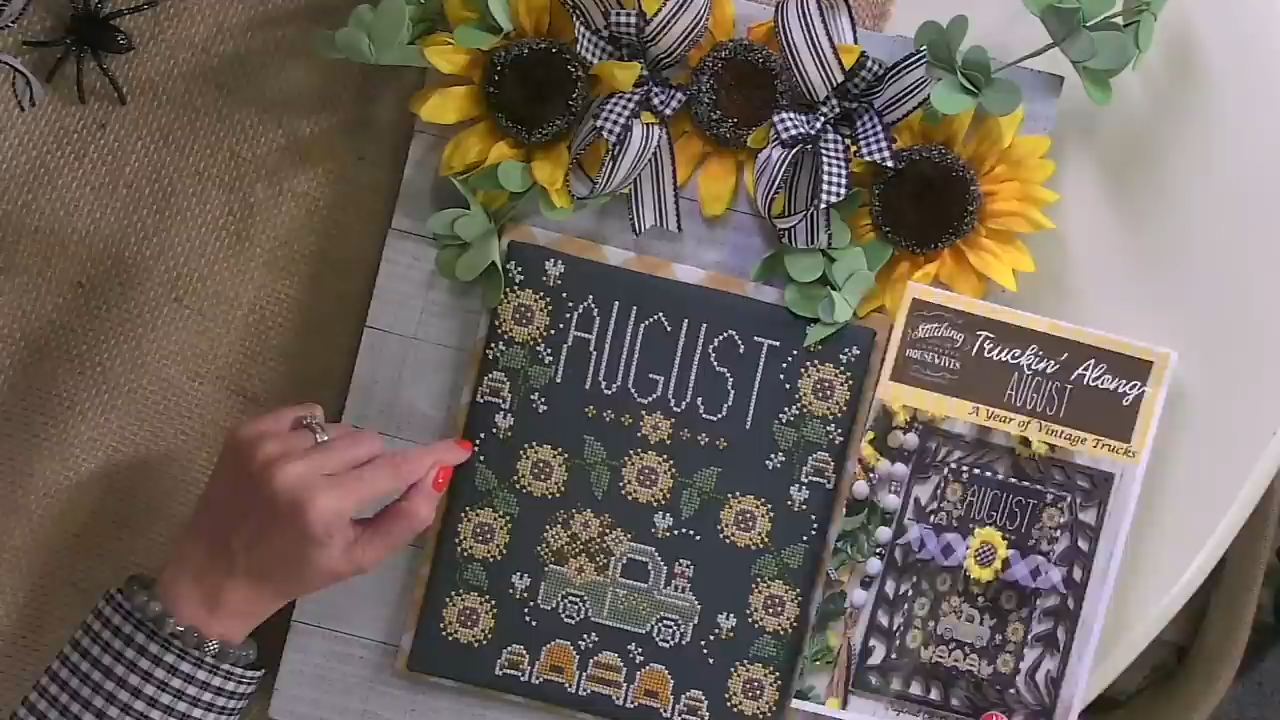 AUGUST
Stitching
HOUSEWIVES
Truckin' Along
AUGUST
A Year of Vintage Trucks
AUGUST